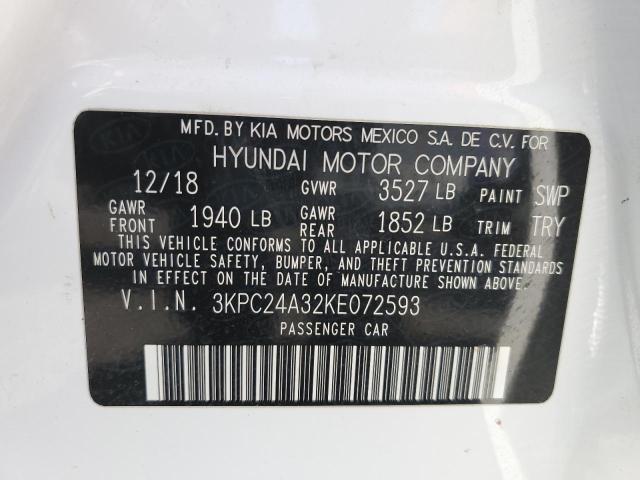 MFD. BY KIA MOTORS MEXICO S.A. DE C.V. FOR
HYUNDAI MOTOR COMPANY
12/18 GVWR 3527 LB PAINT SWP
GAWR FRONT 1940 LB GAWR REAR 1852 LB TRIM TRY
THIS VEHICLE CONFORMS TO ALL APPLICABLE U.S.A. FEDERAL
MOTOR VEHICLE SAFETY, BUMPER, AND THEFT PREVENTION STANDARDS
IN EFFECT ON THE DATE OF MANUFACTURE SHOWN ABOVE.
V.I.N. 3KPC24A32KE072593
PASSENGER CAR